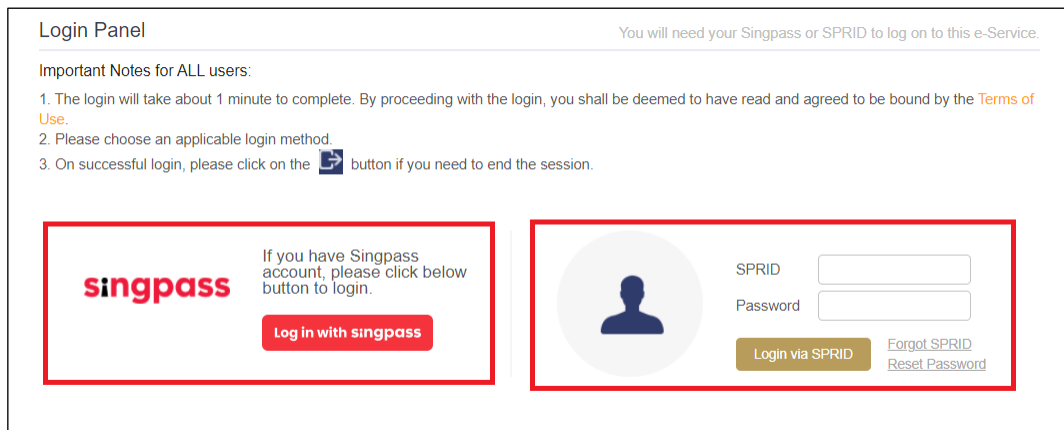 Login Panel
You will need your Singpass or SPRID to log on to this e-Service.
Important Notes for ALL users:
1. The login will take about 1 minute to complete. By proceeding with the login, you shall be deemed to have read and agreed to be bound by the Terms of
Use.
2. Please choose an applicable login method.
3. On successful login, please click on the button if you need to end the session.
singpass
If you have Singpass
account, please click below
button to login.
Log in with singpass
SPRID
Password
Login via SPRID
Forgot SPRID
Reset Password